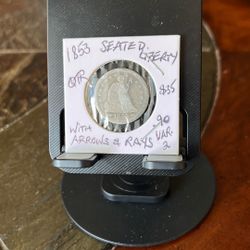 1853 SEATED LIBERTY
QTR
$35
WITH
ARROWS & RAYS
.90
VAR.
2